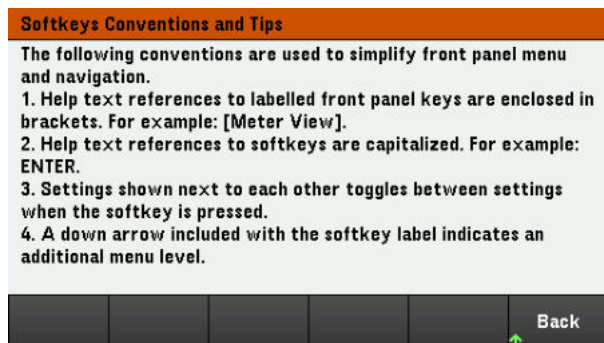 Softkeys Conventions and Tips
The following conventions are used to simplify front panel menu
and navigation.
1. Help text references to labelled front panel keys are enclosed in
brackets. For example: [Meter View].
2. Help text references to softkeys are capitalized. For example:
ENTER.
3. Settings shown next to each other toggles between settings
when the softkey is pressed.
4. A down arrow included with the softkey label indicates an
additional menu level.
Back